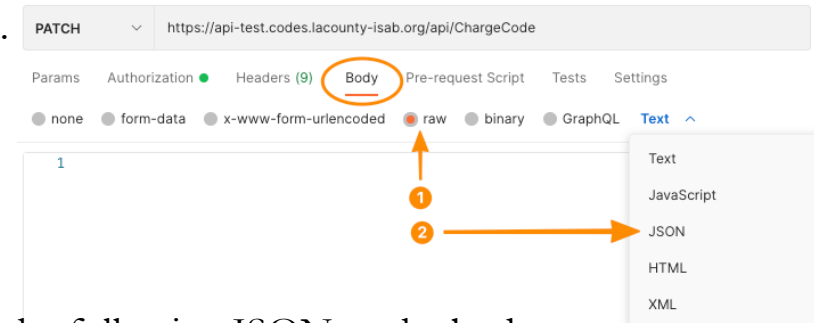 PATCH https://api-test.codes.lacounty-isab.org/api/ChargeCode
Params Authorization Headers (9) Body Pre-request Script Tests Settings
none form-data x-www-form-urlencoded raw binary GraphQL Text
1
Text
JavaScript
1
2
JSON
HTML
XML